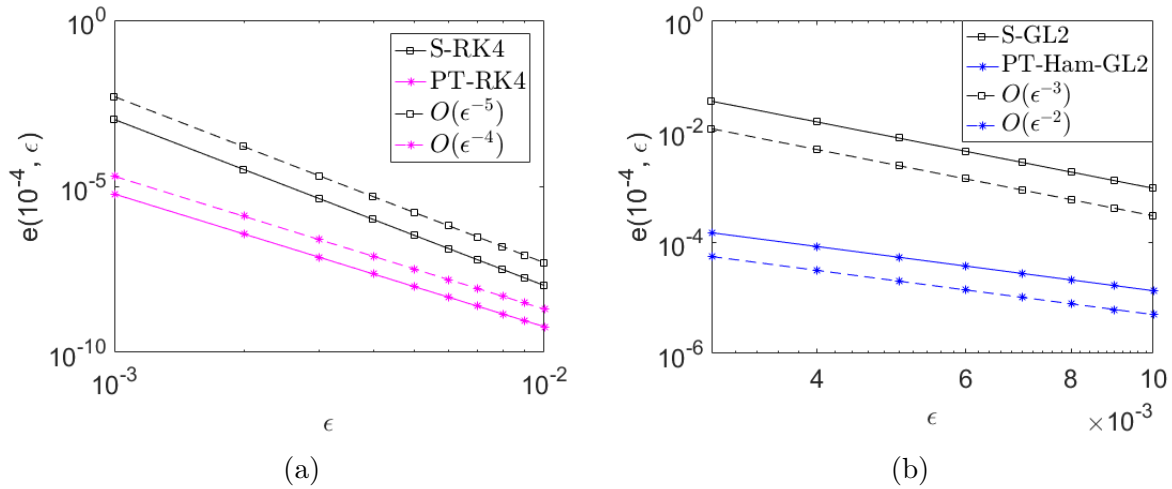 10^0
10^-5
10^-10
10^-3
10^-2
e(10^-4, ϵ)
ϵ
S-RK4
PT-RK4
O(ϵ^-5)
O(ϵ^-4)
(a)
10^0
10^-2
10^-4
10^-6
4
6
8
10
×10^-3
e(10^-4, ϵ)
ϵ
S-GL2
PT-Ham-GL2
O(ϵ^-3)
O(ϵ^-2)
(b)